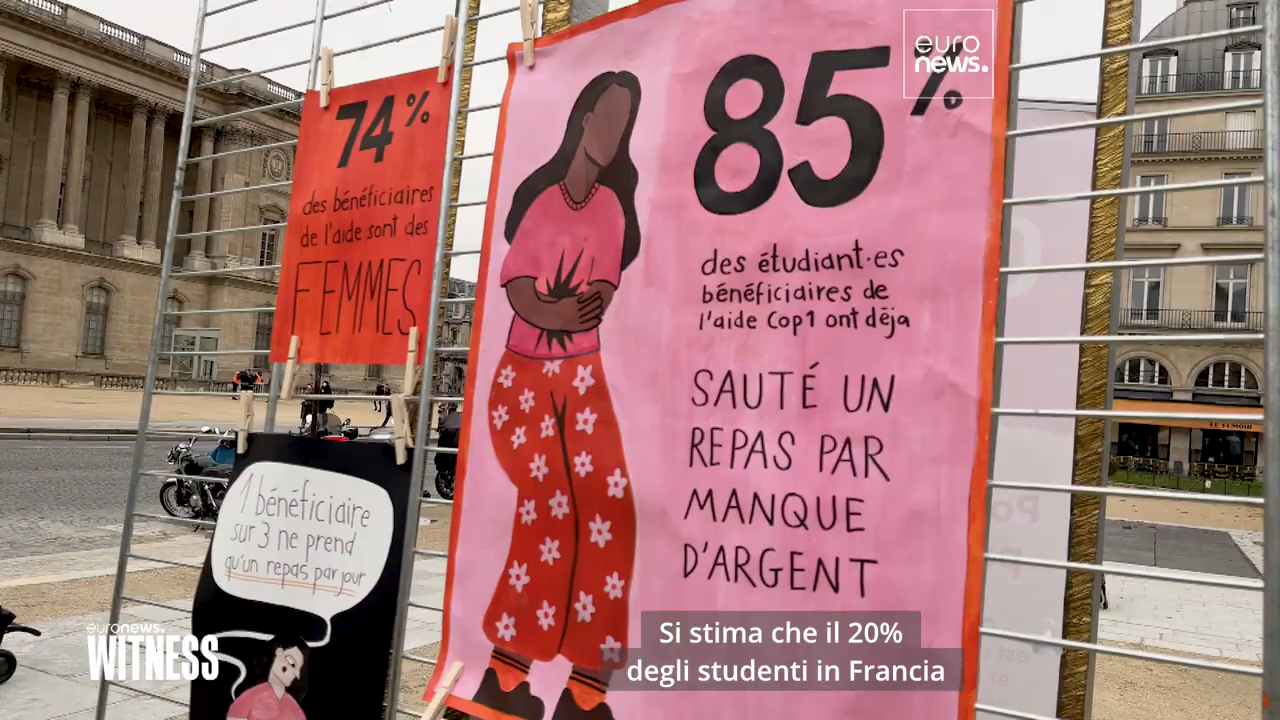 74%
des bénéficiaires
de l'aide sont des
FEMMES
1 bénéficiaire
sur 3 ne prend
qu'un repas par jour
85%
des étudiant·es
bénéficiaires de
l'aide Cop1 ont déja
SAUTÉ UN
REPAS PAR
MANQUE
D'ARGENT
euro
news.
LE FUMOIR
euronews.
WITNESS
Si stima che il 20%
degli studenti in Francia